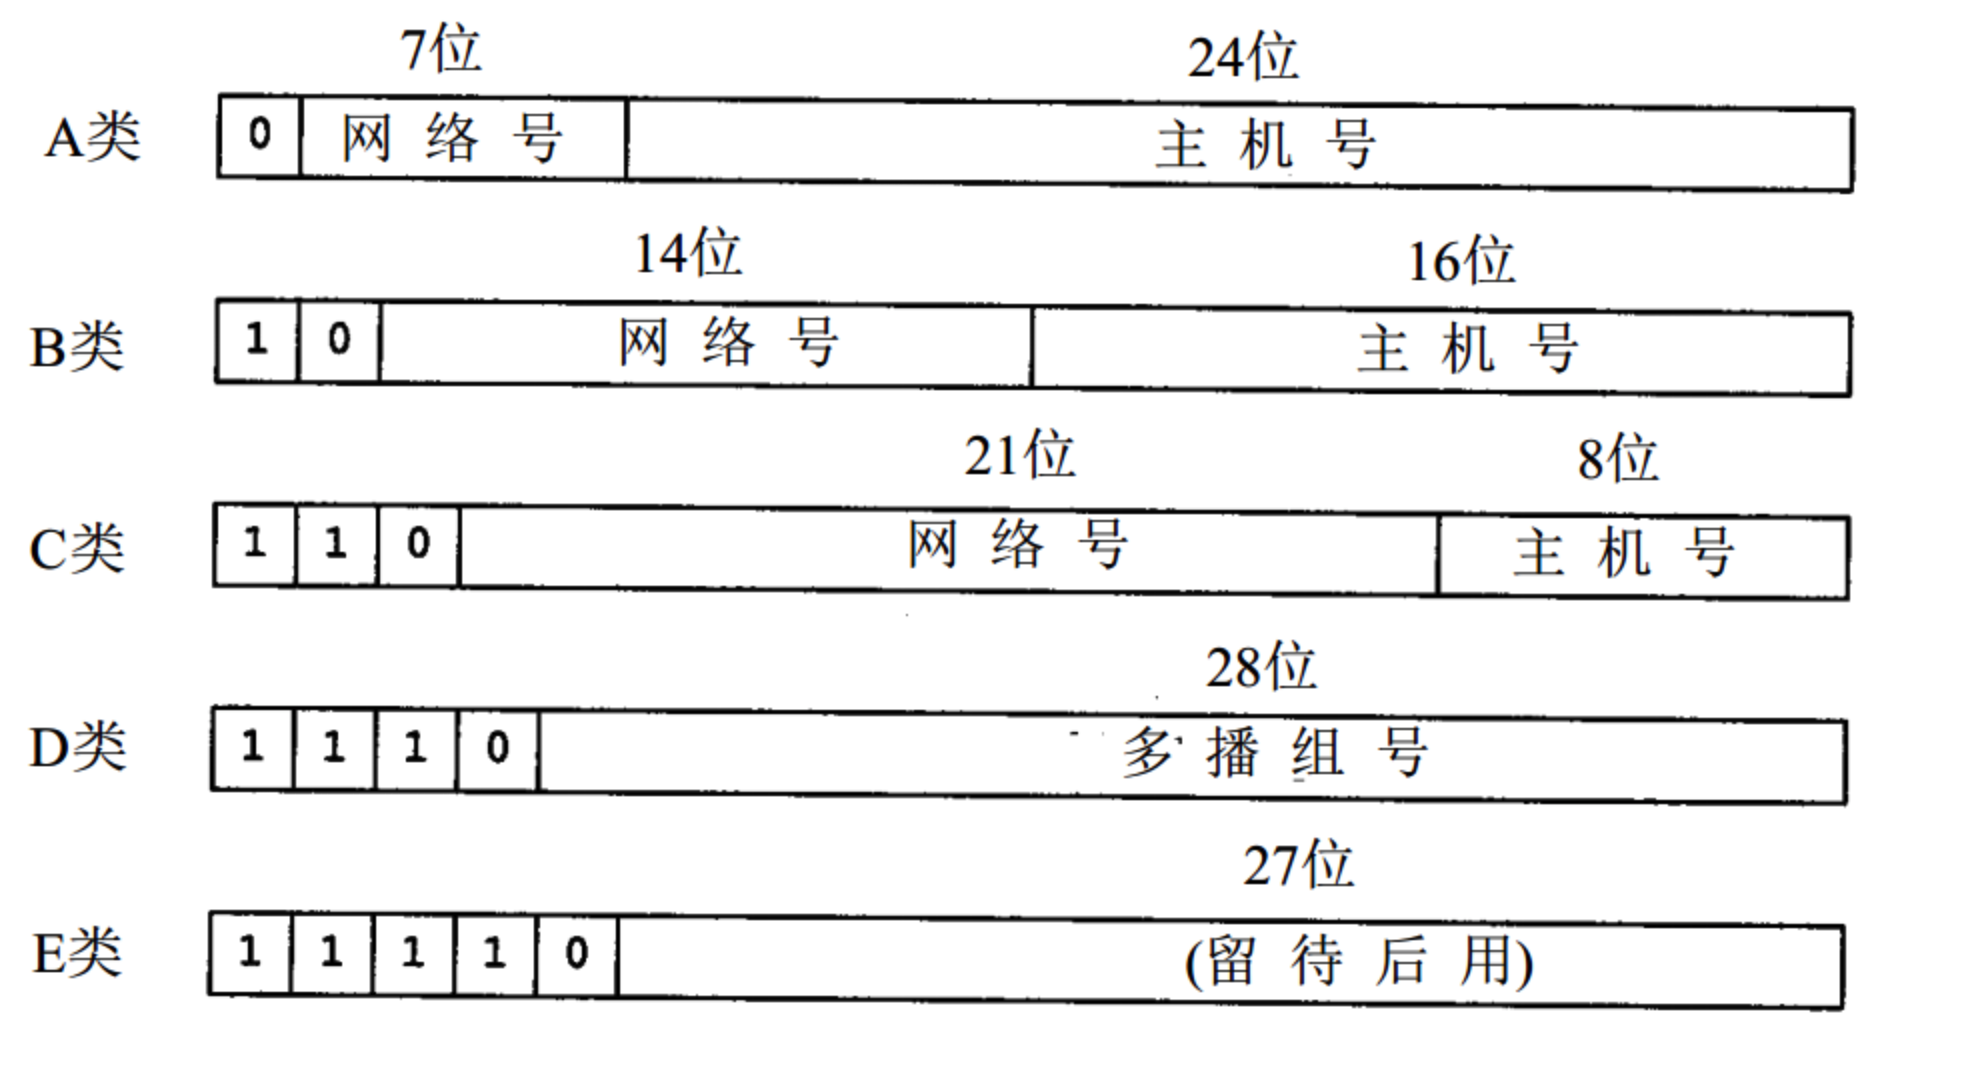 7位 24位
A类 0 网络号 主机号
14位 16位
B类 1 0 网络号 主机号
21位 8位
C类 1 1 0 网络号 主机号
28位
D类 1 1 1 0 多播组号
27位
E类 1 1 1 1 0 (留待后用)